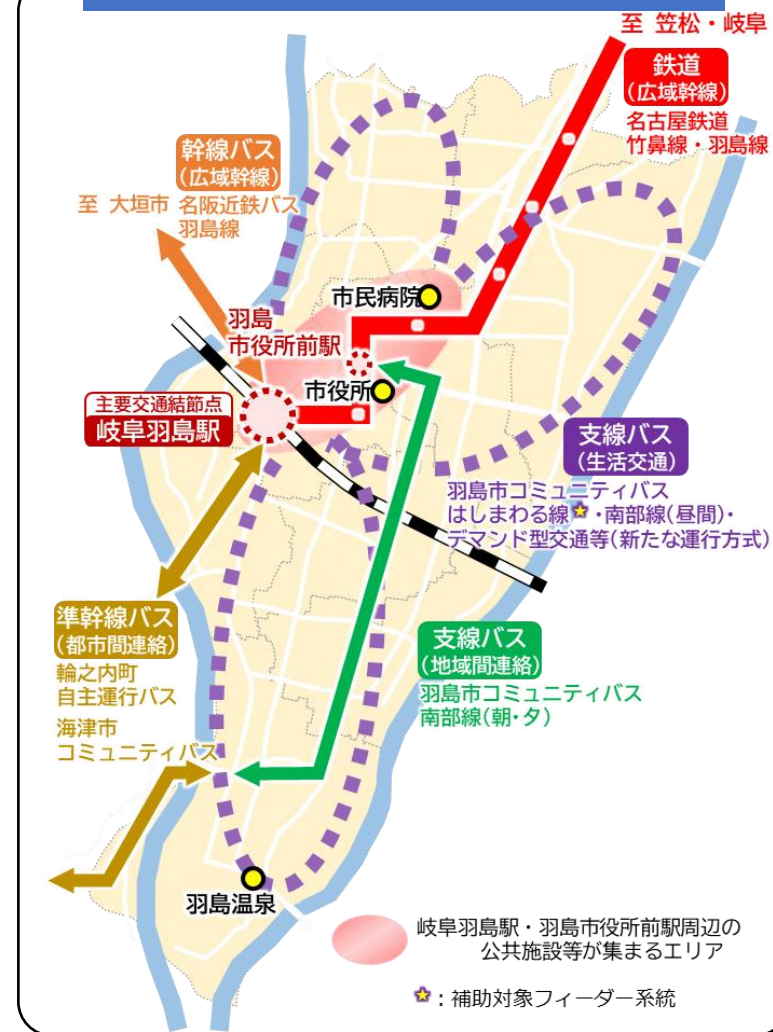 至 笠松・岐阜
鉄道
(広域幹線)
名古屋鉄道
竹鼻線・羽島線
幹線バス
(広域幹線)
至 大垣市 名阪近鉄バス
羽島線
市民病院
羽島
市役所前駅
市役所
主要交通結節点
岐阜羽島駅
支線バス
(生活交通)
羽島市コミュニティバス
はしまわる線★・南部線(昼間)・
デマンド型交通等(新たな運行方式)
準幹線バス
(都市間連絡)
輪之内町
自主運行バス
海津市
コミュニティバス
支線バス
(地域間連絡)
羽島市コミュニティバス
南部線(朝・夕)
羽島温泉
岐阜羽島駅・羽島市役所前駅周辺の
公共施設等が集まるエリア
★:補助対象フィーダー系統